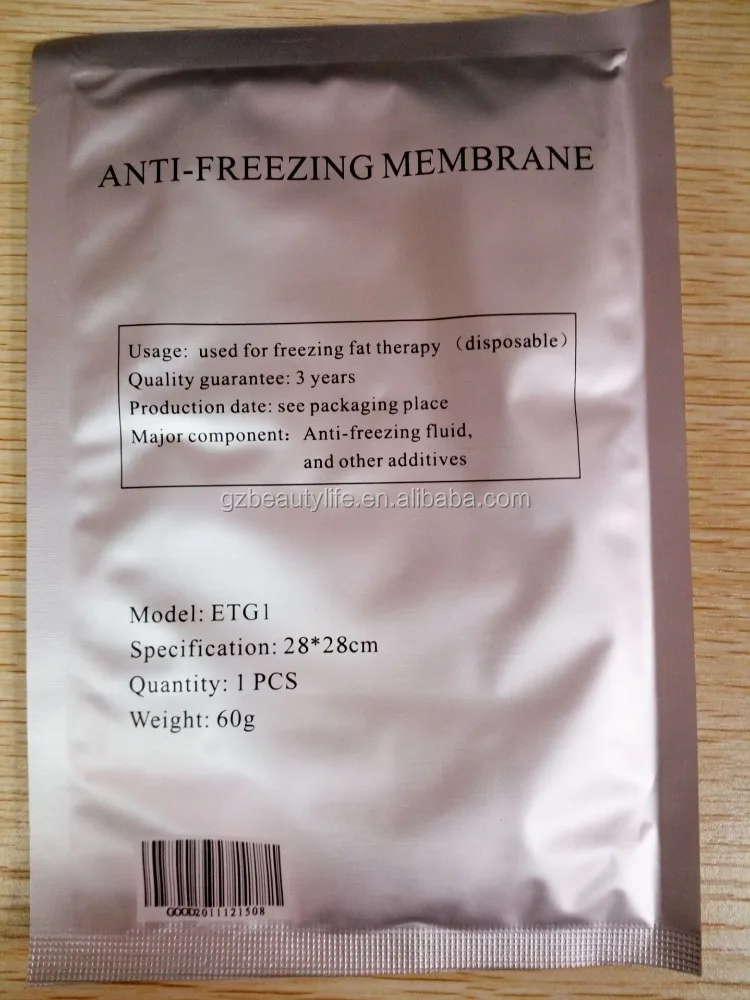 ANTI-FREEZING MEMBRANE
Usage: used for freezing fat therapy （disposable）
Quality guarantee: 3 years
Production date: see packaging place
Major component： Anti-freezing fluid,
and other additives
gzbeautylife.en.alibaba.com
Model: ETG1
Specification: 28*28cm
Quantity: 1 PCS
Weight: 60g
GOOD2011121508